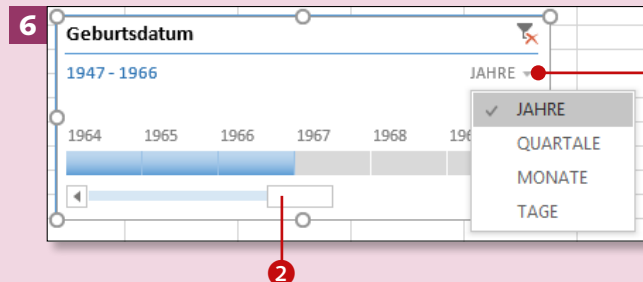 6
Geburtsdatum
1947 - 1966
JAHRE
1964 1965 1966 1967 1968
JAHRE
QUARTALE
MONATE
TAGE
2